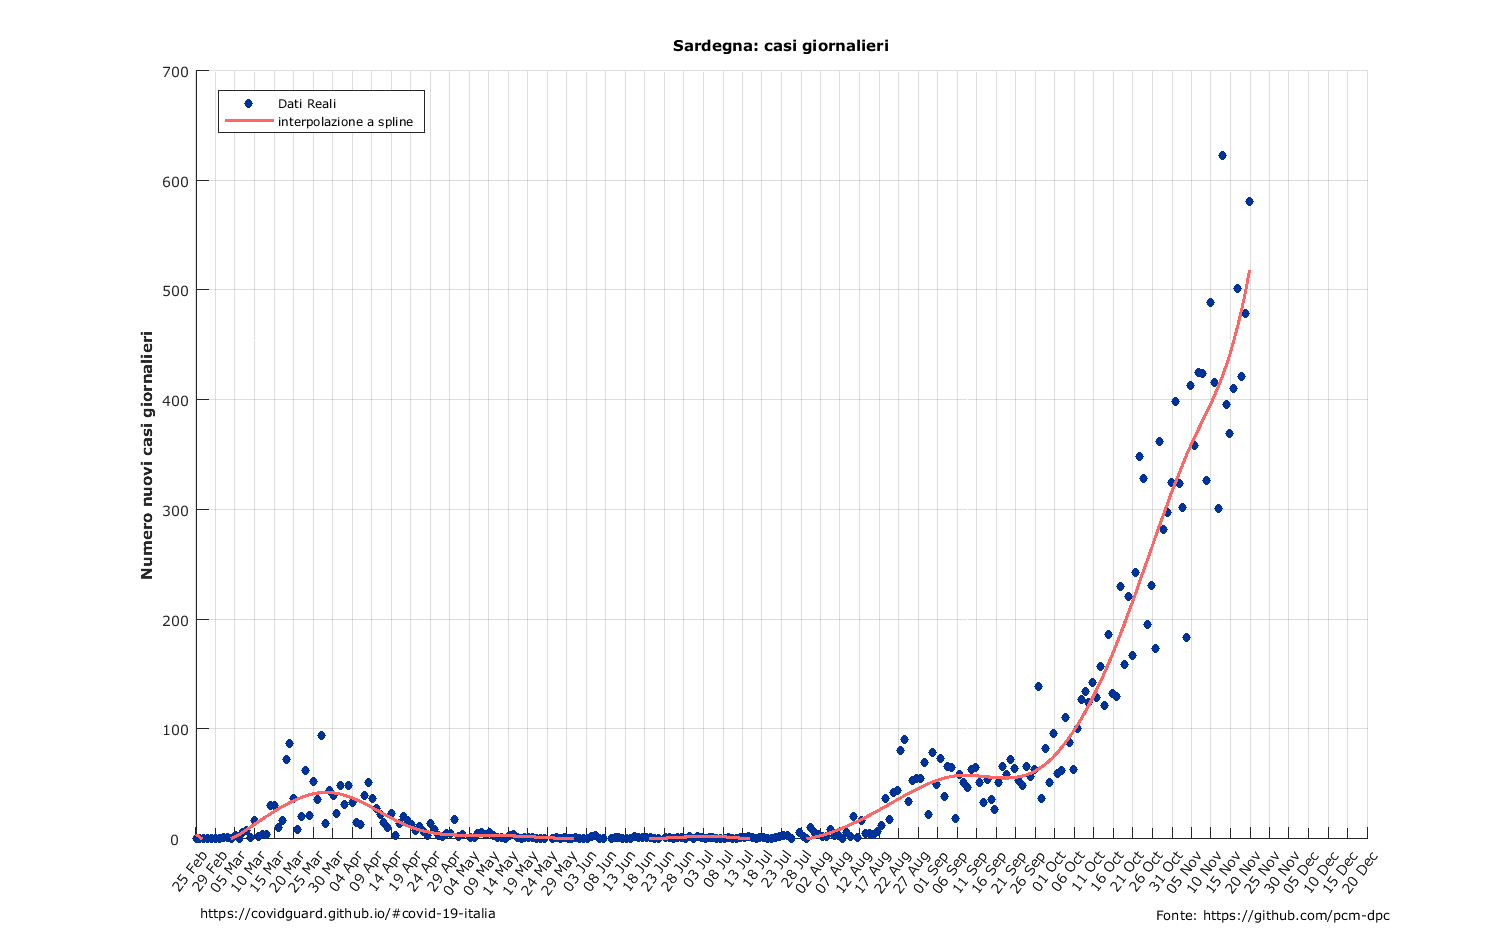 Sardegna: casi giornalieri
700
600
500
400
300
200
100
0
Numero nuovi casi giornalieri
Dati Reali
interpolazione a spline
25 Feb
29 Feb
05 Mar
10 Mar
15 Mar
20 Mar
25 Mar
30 Mar
04 Apr
09 Apr
14 Apr
19 Apr
24 Apr
29 Apr
04 May
09 May
14 May
19 May
24 May
29 May
03 Jun
08 Jun
13 Jun
18 Jun
23 Jun
28 Jun
03 Jul
08 Jul
13 Jul
18 Jul
23 Jul
28 Jul
02 Aug
07 Aug
12 Aug
17 Aug
22 Aug
27 Aug
01 Sep
06 Sep
11 Sep
16 Sep
21 Sep
26 Sep
01 Oct
06 Oct
11 Oct
16 Oct
21 Oct
26 Oct
31 Oct
05 Nov
10 Nov
15 Nov
20 Nov
25 Nov
30 Nov
05 Dec
10 Dec
15 Dec
20 Dec
https://covidguard.github.io/#covid-19-italia
Fonte: https://github.com/pcm-dpc